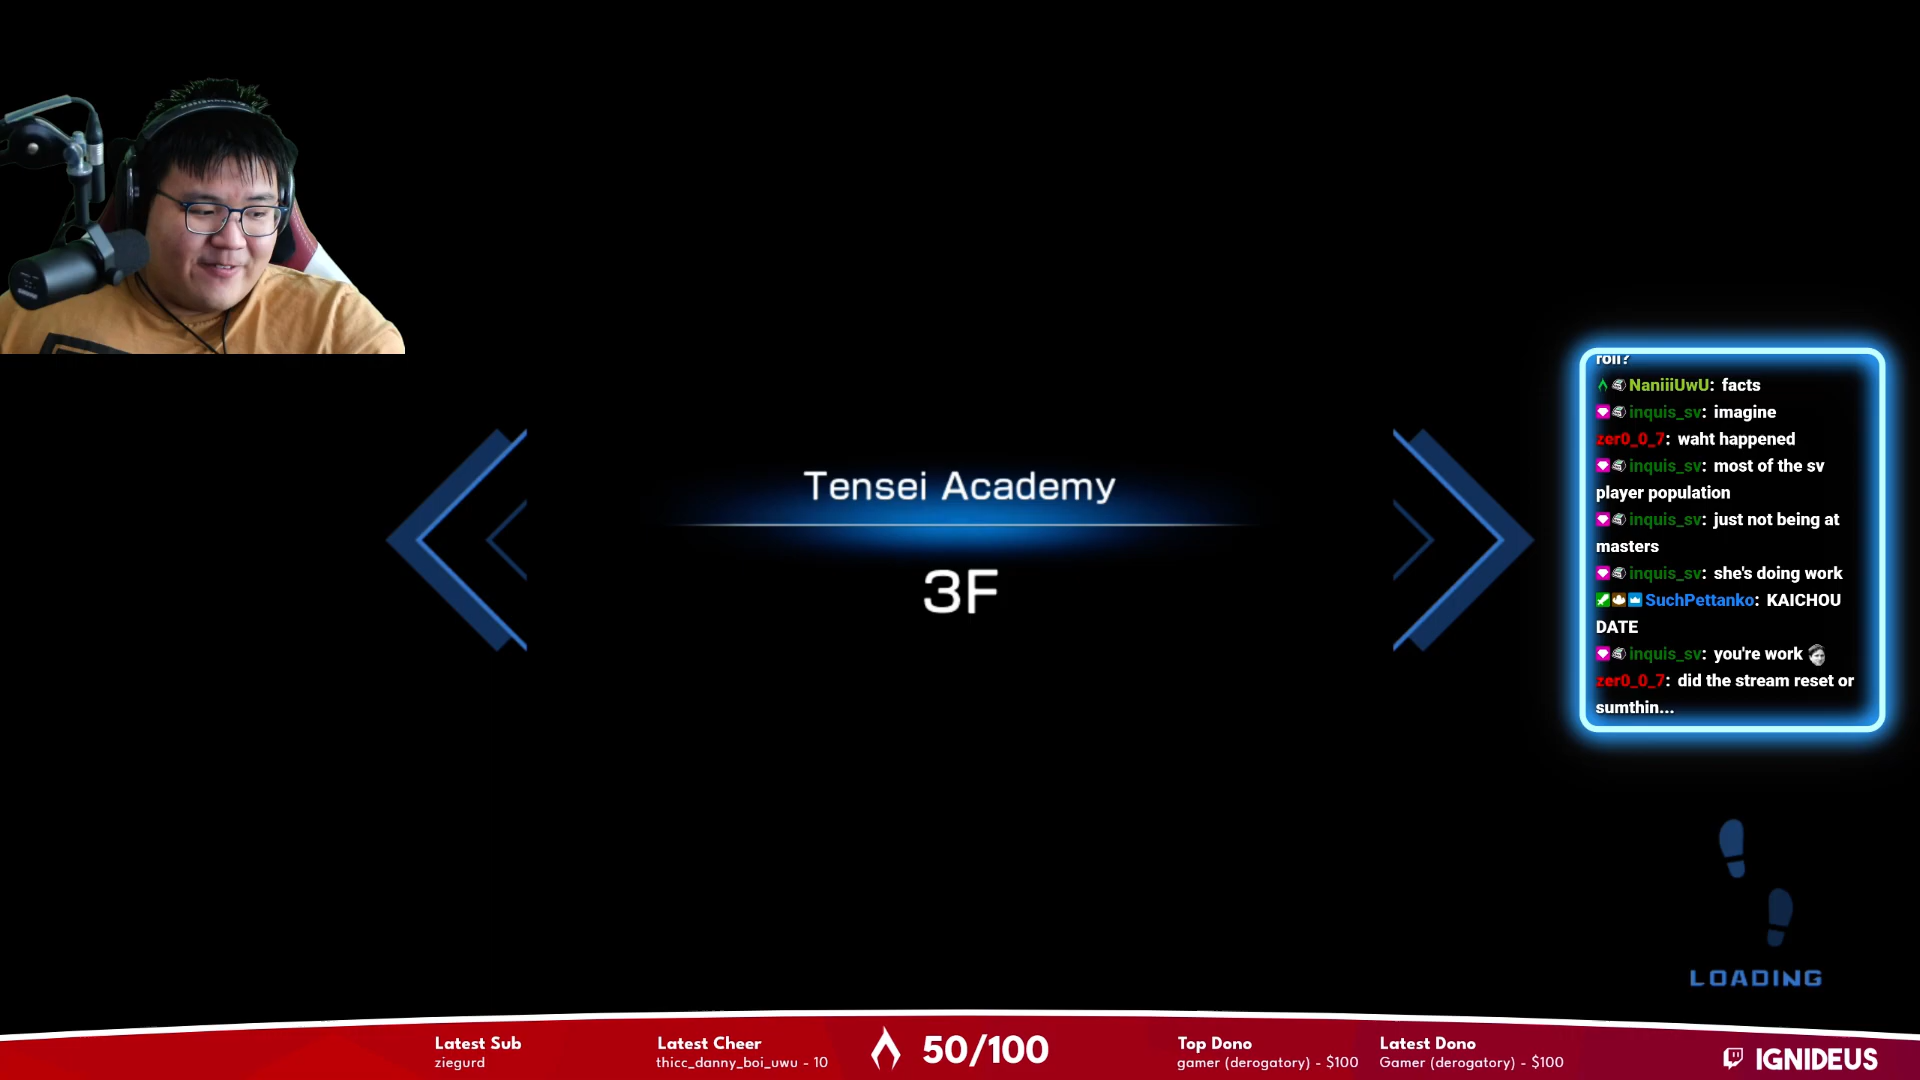 Tensei Academy
3F
roll?
NaniiiUwU: facts
inquis_sv: imagine
zer0_0_7: waht happened
inquis_sv: most of the sv
player population
inquis_sv: just not being at
masters
inquis_sv: she's doing work
SuchPettanko: KAICHOU
DATE
inquis_sv: you're work
zer0_0_7: did the stream reset or
sumthin...
LOADING
Latest Sub
ziegurd
Latest Cheer
thicc_danny_boi_uwu - 10
50/100
Top Dono
gamer (derogatory) - $100
Latest Dono
Gamer (derogatory) - $100
IGNIDEUS